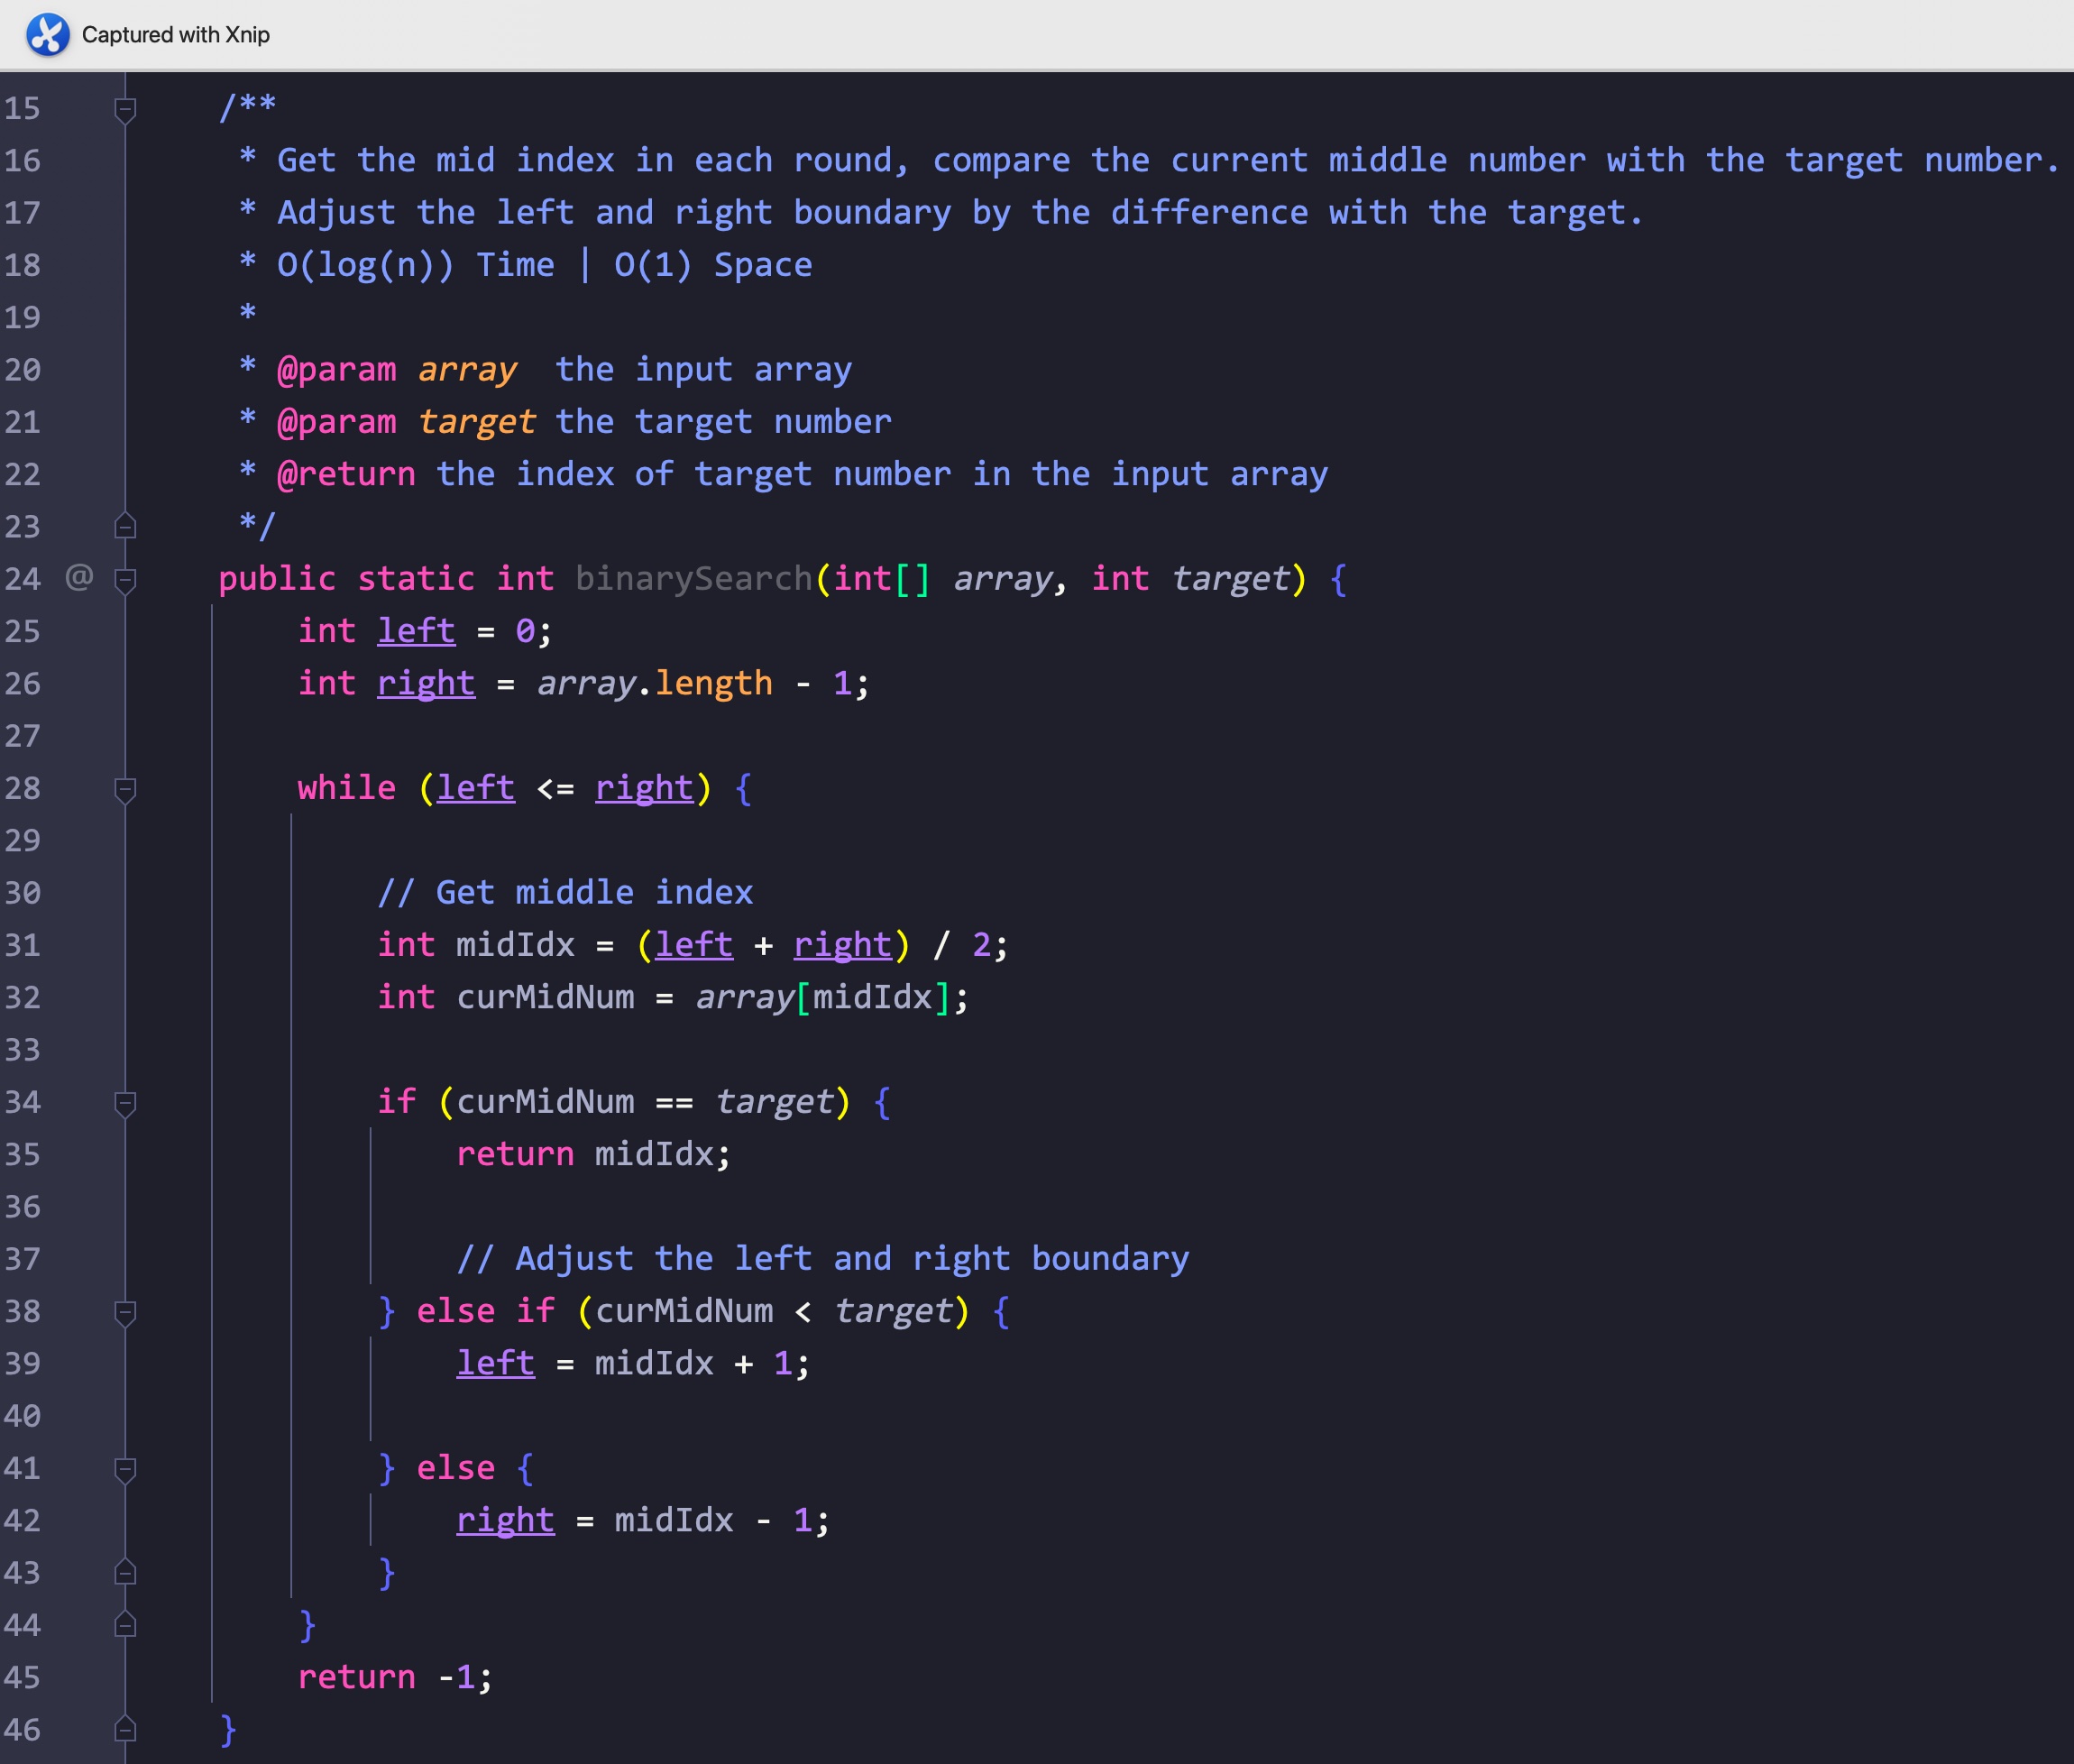 Captured with Xnip
15 /**
16 * Get the mid index in each round, compare the current middle number with the target number.
17 * Adjust the left and right boundary by the difference with the target.
18 * O(log(n)) Time | O(1) Space
19 *
20 * @param array  the input array
21 * @param target the target number
22 * @return the index of target number in the input array
23 */
24 @ public static int binarySearch(int[] array, int target) {
25 int left = 0;
26 int right = array.length - 1;
27
28 while (left <= right) {
29
30 // Get middle index
31 int midIdx = (left + right) / 2;
32 int curMidNum = array[midIdx];
33
34 if (curMidNum == target) {
35 return midIdx;
36
37 // Adjust the left and right boundary
38 } else if (curMidNum < target) {
39 left = midIdx + 1;
40
41 } else {
42 right = midIdx - 1;
43 }
44 }
45 return -1;
46 }